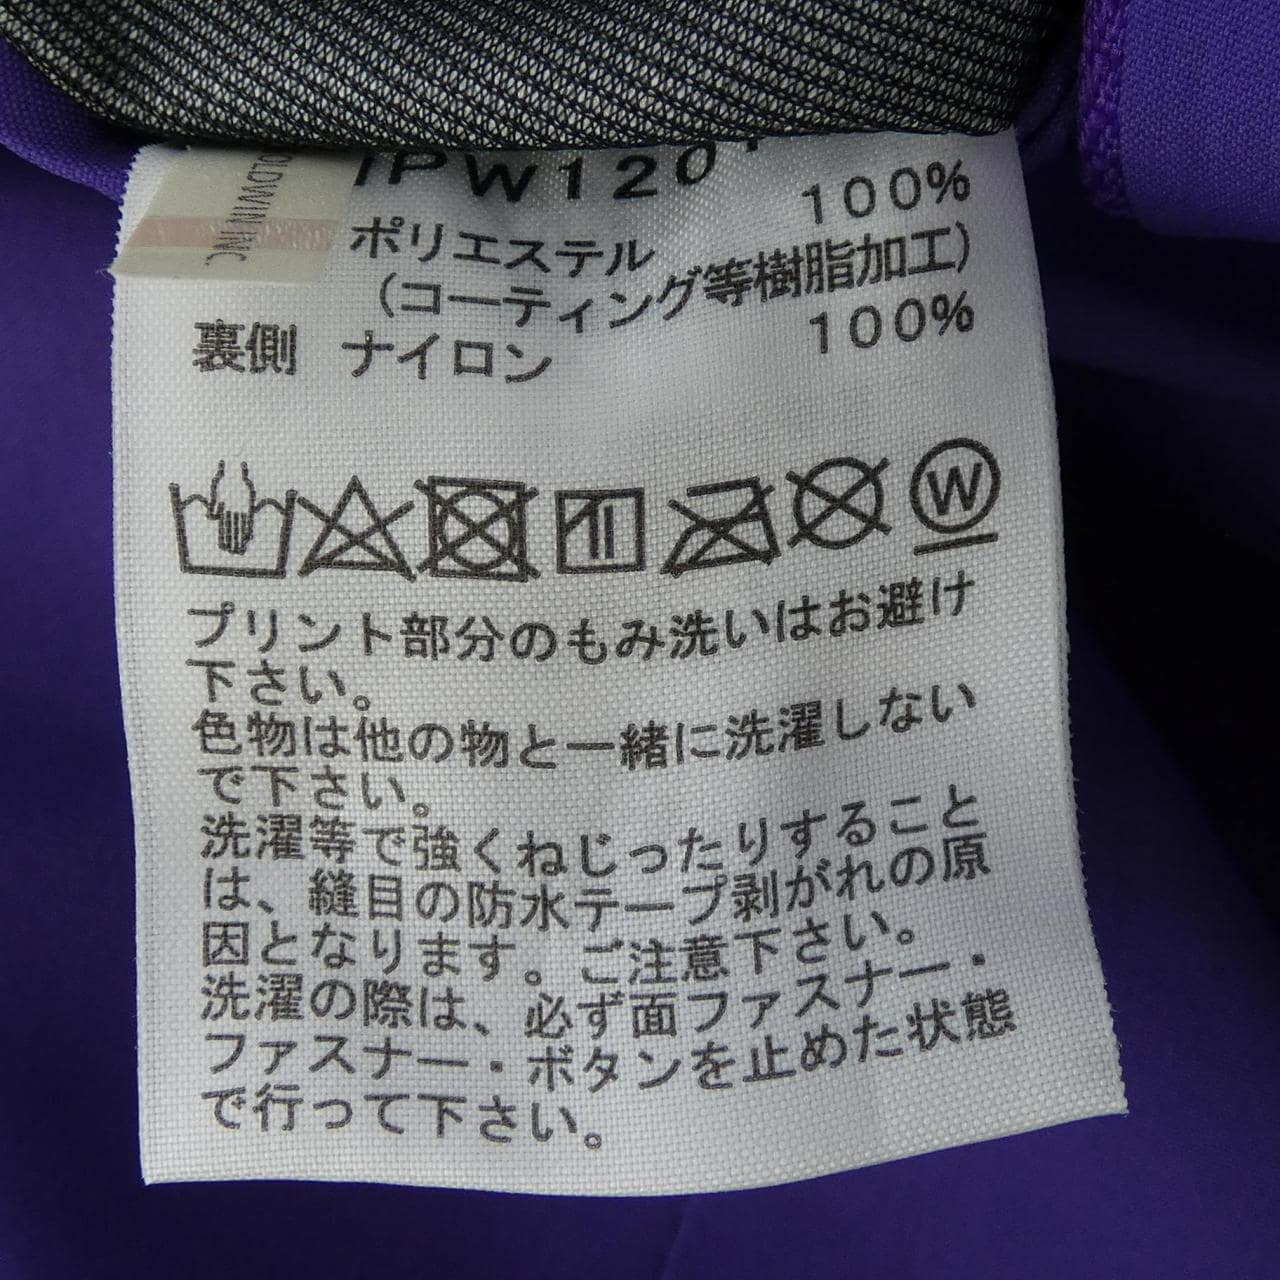 GOLDWIN INC.
IPW120
100%
ポリエステル
(コーティング等樹脂加工)
裏側 ナイロン 100%
W
プリント部分のもみ洗いはお避け
下さい。
色物は他の物と一緒に洗濯しない
で下さい。
洗濯等で強くねじったりすること
は、縫目の防水テープ剥がれの原
因となります。ご注意下さい。
洗濯の際は、必ず面ファスナー・
ファスナー・ボタンを止めた状態
で行って下さい。